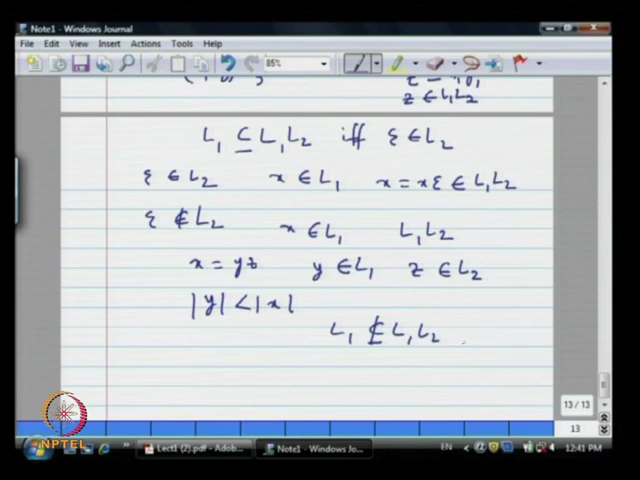 Note1 - Windows Journal
File Edit View Insert Actions Tools Help
85%
z ∈ L₁L₂
L₁ ⊆ L₁L₂ iff ε ∈ L₂
ε ∈ L₂ x ∈ L₁ x = xε ∈ L₁L₂
ε ∉ L₂ x ∈ L₁ L₁L₂
x = yz y ∈ L₁ z ∈ L₂
|y| < |x|
L₁ ⊈ L₁L₂
13 / 13
13
NPTEL
Lect1 (2).pdf - Adob...
Note1 - Windows Jo...
EN
12:41 PM